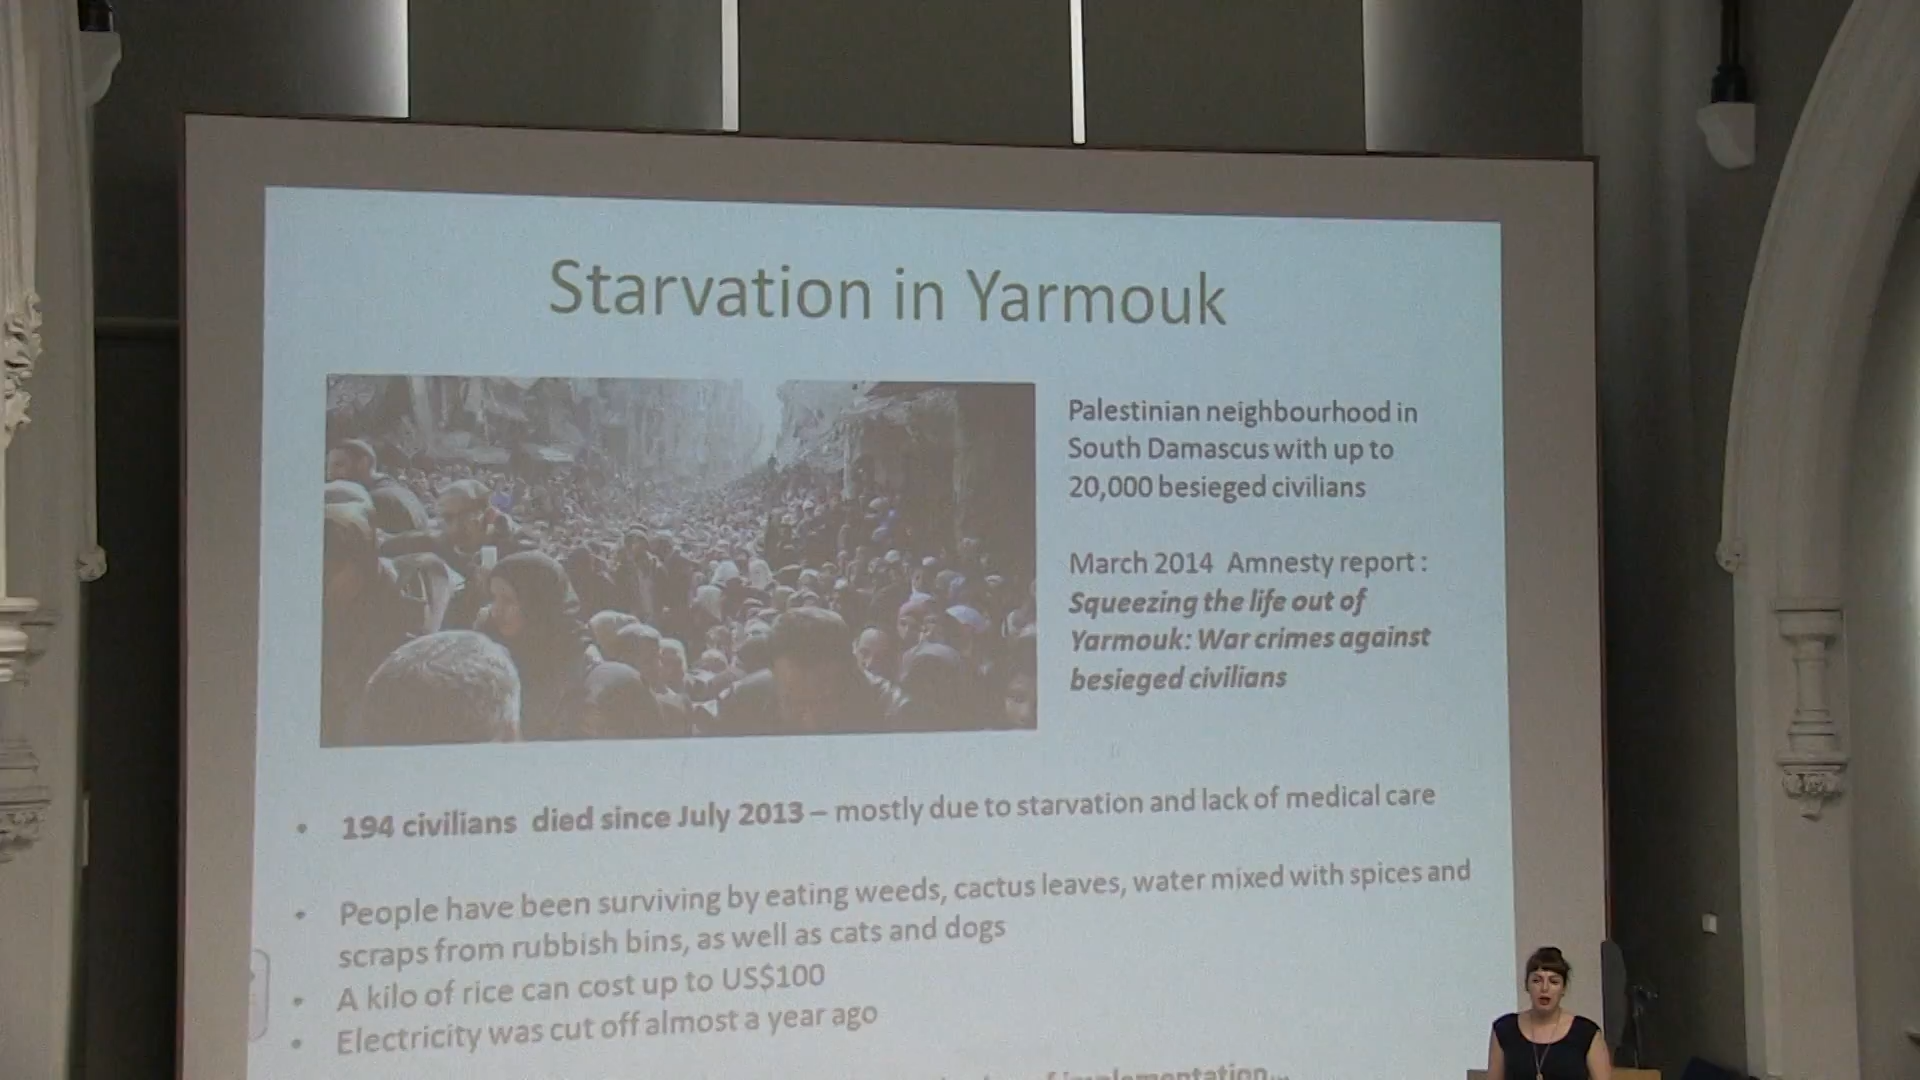 Starvation in Yarmouk
Palestinian neighbourhood in
South Damascus with up to
20,000 besieged civilians
March 2014 Amnesty report :
Squeezing the life out of
Yarmouk: War crimes against
besieged civilians
• 194 civilians died since July 2013 – mostly due to starvation and lack of medical care
• People have been surviving by eating weeds, cactus leaves, water mixed with spices and
scraps from rubbish bins, as well as cats and dogs
• A kilo of rice can cost up to US$100
• Electricity was cut off almost a year ago
implementation...